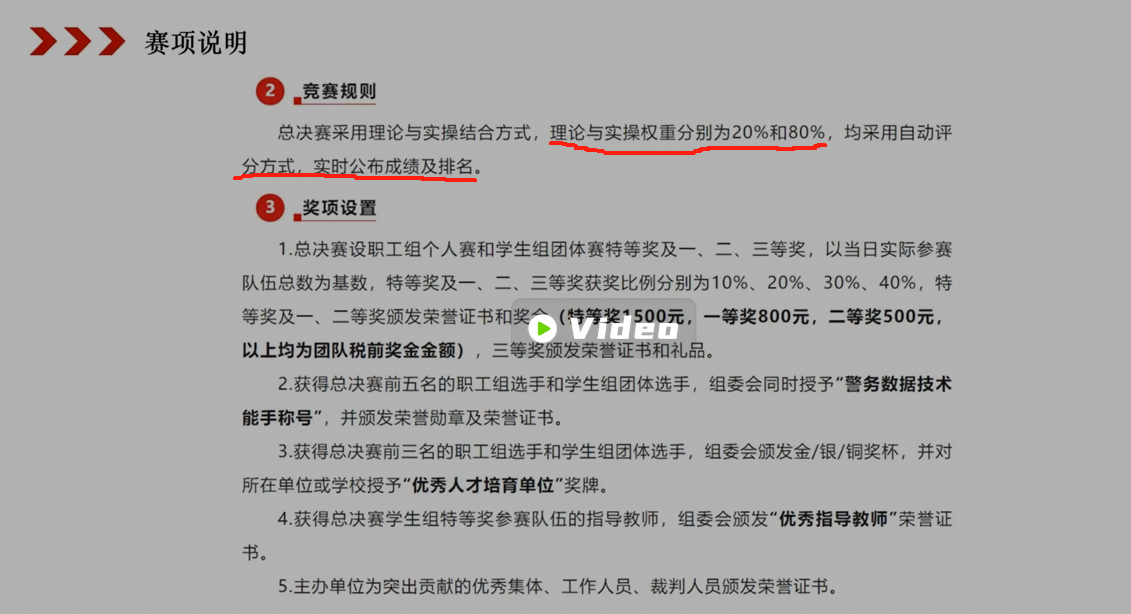 赛项说明
2 竞赛规则
总决赛采用理论与实操结合方式，理论与实操权重分别为20%和80%，均采用自动评
分方式，实时公布成绩及排名。
3 奖项设置
1.总决赛设职工组个人赛和学生组团体赛特等奖及一、二、三等奖，以当日实际参赛
队伍总数为基数，特等奖及一、二、三等奖获奖比例分别为10%、20%、30%、40%，特
等奖及一、二等奖颁发荣誉证书和奖金（特等奖1500元，一等奖800元，二等奖500元，
Video
以上均为团队税前奖金金额），三等奖颁发荣誉证书和礼品。
2.获得总决赛前五名的职工组选手和学生组团体选手，组委会同时授予“警务数据技术
能手称号”，并颁发荣誉勋章及荣誉证书。
3.获得总决赛前三名的职工组选手和学生组团体选手，组委会颁发金/银/铜奖杯，并对
所在单位或学校授予“优秀人才培育单位”奖牌。
4.获得总决赛学生组特等奖参赛队伍的指导教师，组委会颁发“优秀指导教师”荣誉证
书。
5.主办单位为突出贡献的优秀集体、工作人员、裁判人员颁发荣誉证书。